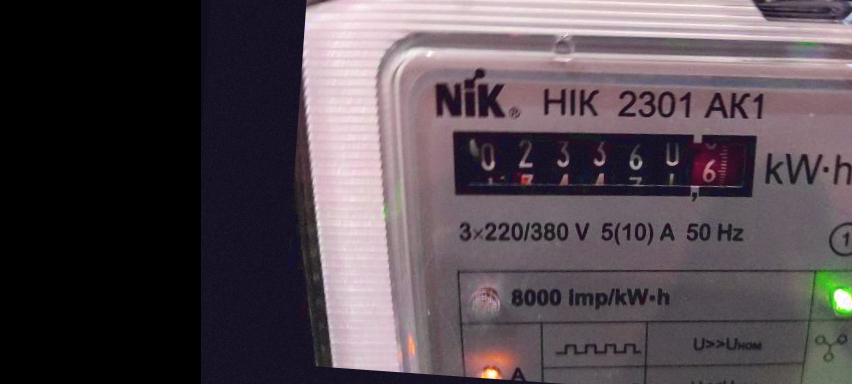 NiK® НІК 2301 АК1
0 2 3 3 6 0 6 kW·h
3×220/380 V 5(10) A 50 Hz
1
8000 imp/kW·h
U>>Uном
A